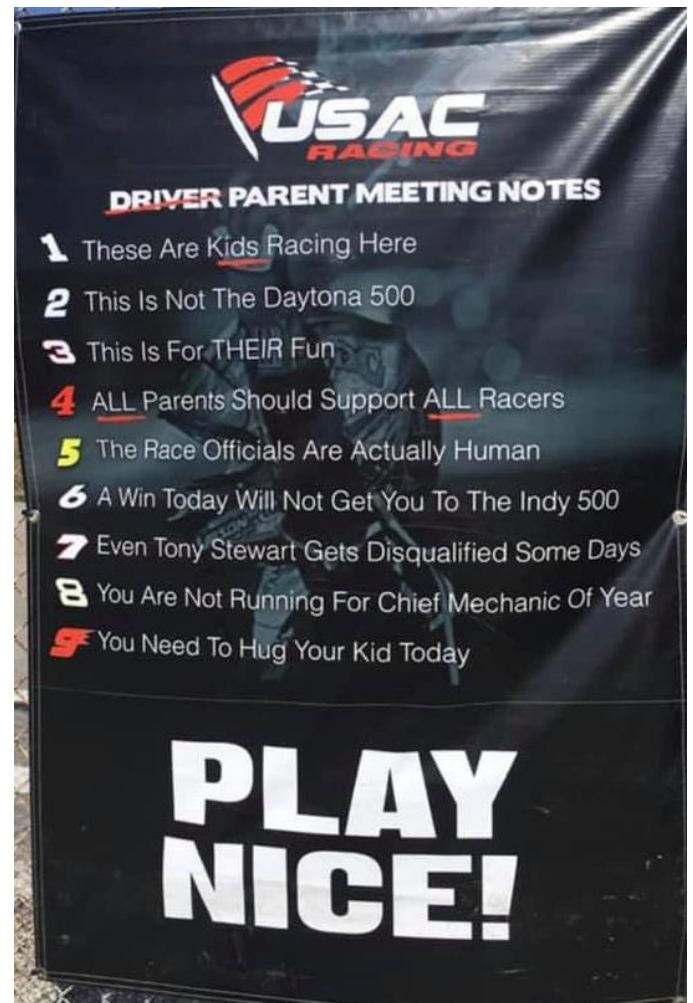 USAC
RACING
DRIVER PARENT MEETING NOTES
1 These Are Kids Racing Here
2 This Is Not The Daytona 500
3 This Is For THEIR Fun
4 ALL Parents Should Support ALL Racers
5 The Race Officials Are Actually Human
6 A Win Today Will Not Get You To The Indy 500
7 Even Tony Stewart Gets Disqualified Some Days
8 You Are Not Running For Chief Mechanic Of Year
9 You Need To Hug Your Kid Today
PLAY
NICE!